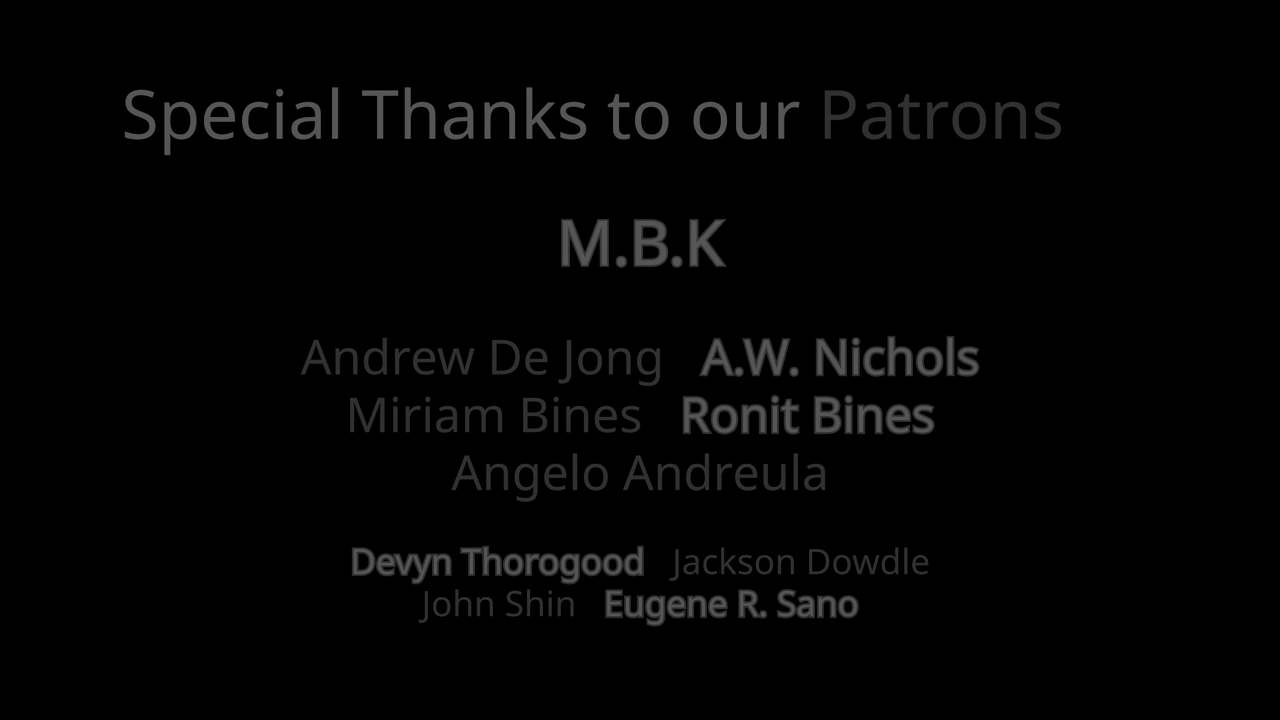 Special Thanks to our Patrons
M.B.K
Andrew De Jong A.W. Nichols
Miriam Bines Ronit Bines
Angelo Andreula
Devyn Thorogood Jackson Dowdle
John Shin Eugene R. Sano